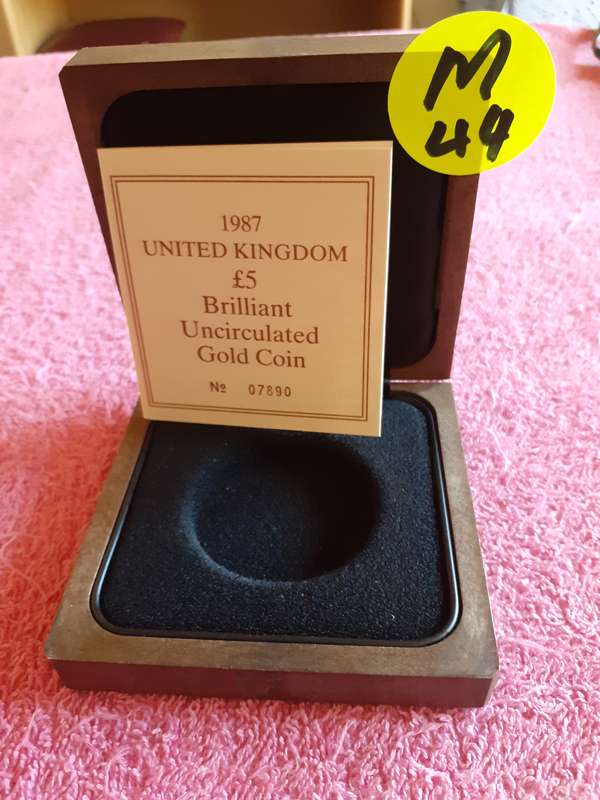 M
44
1987
UNITED KINGDOM
£5
Brilliant
Uncirculated
Gold Coin
Nº 07890